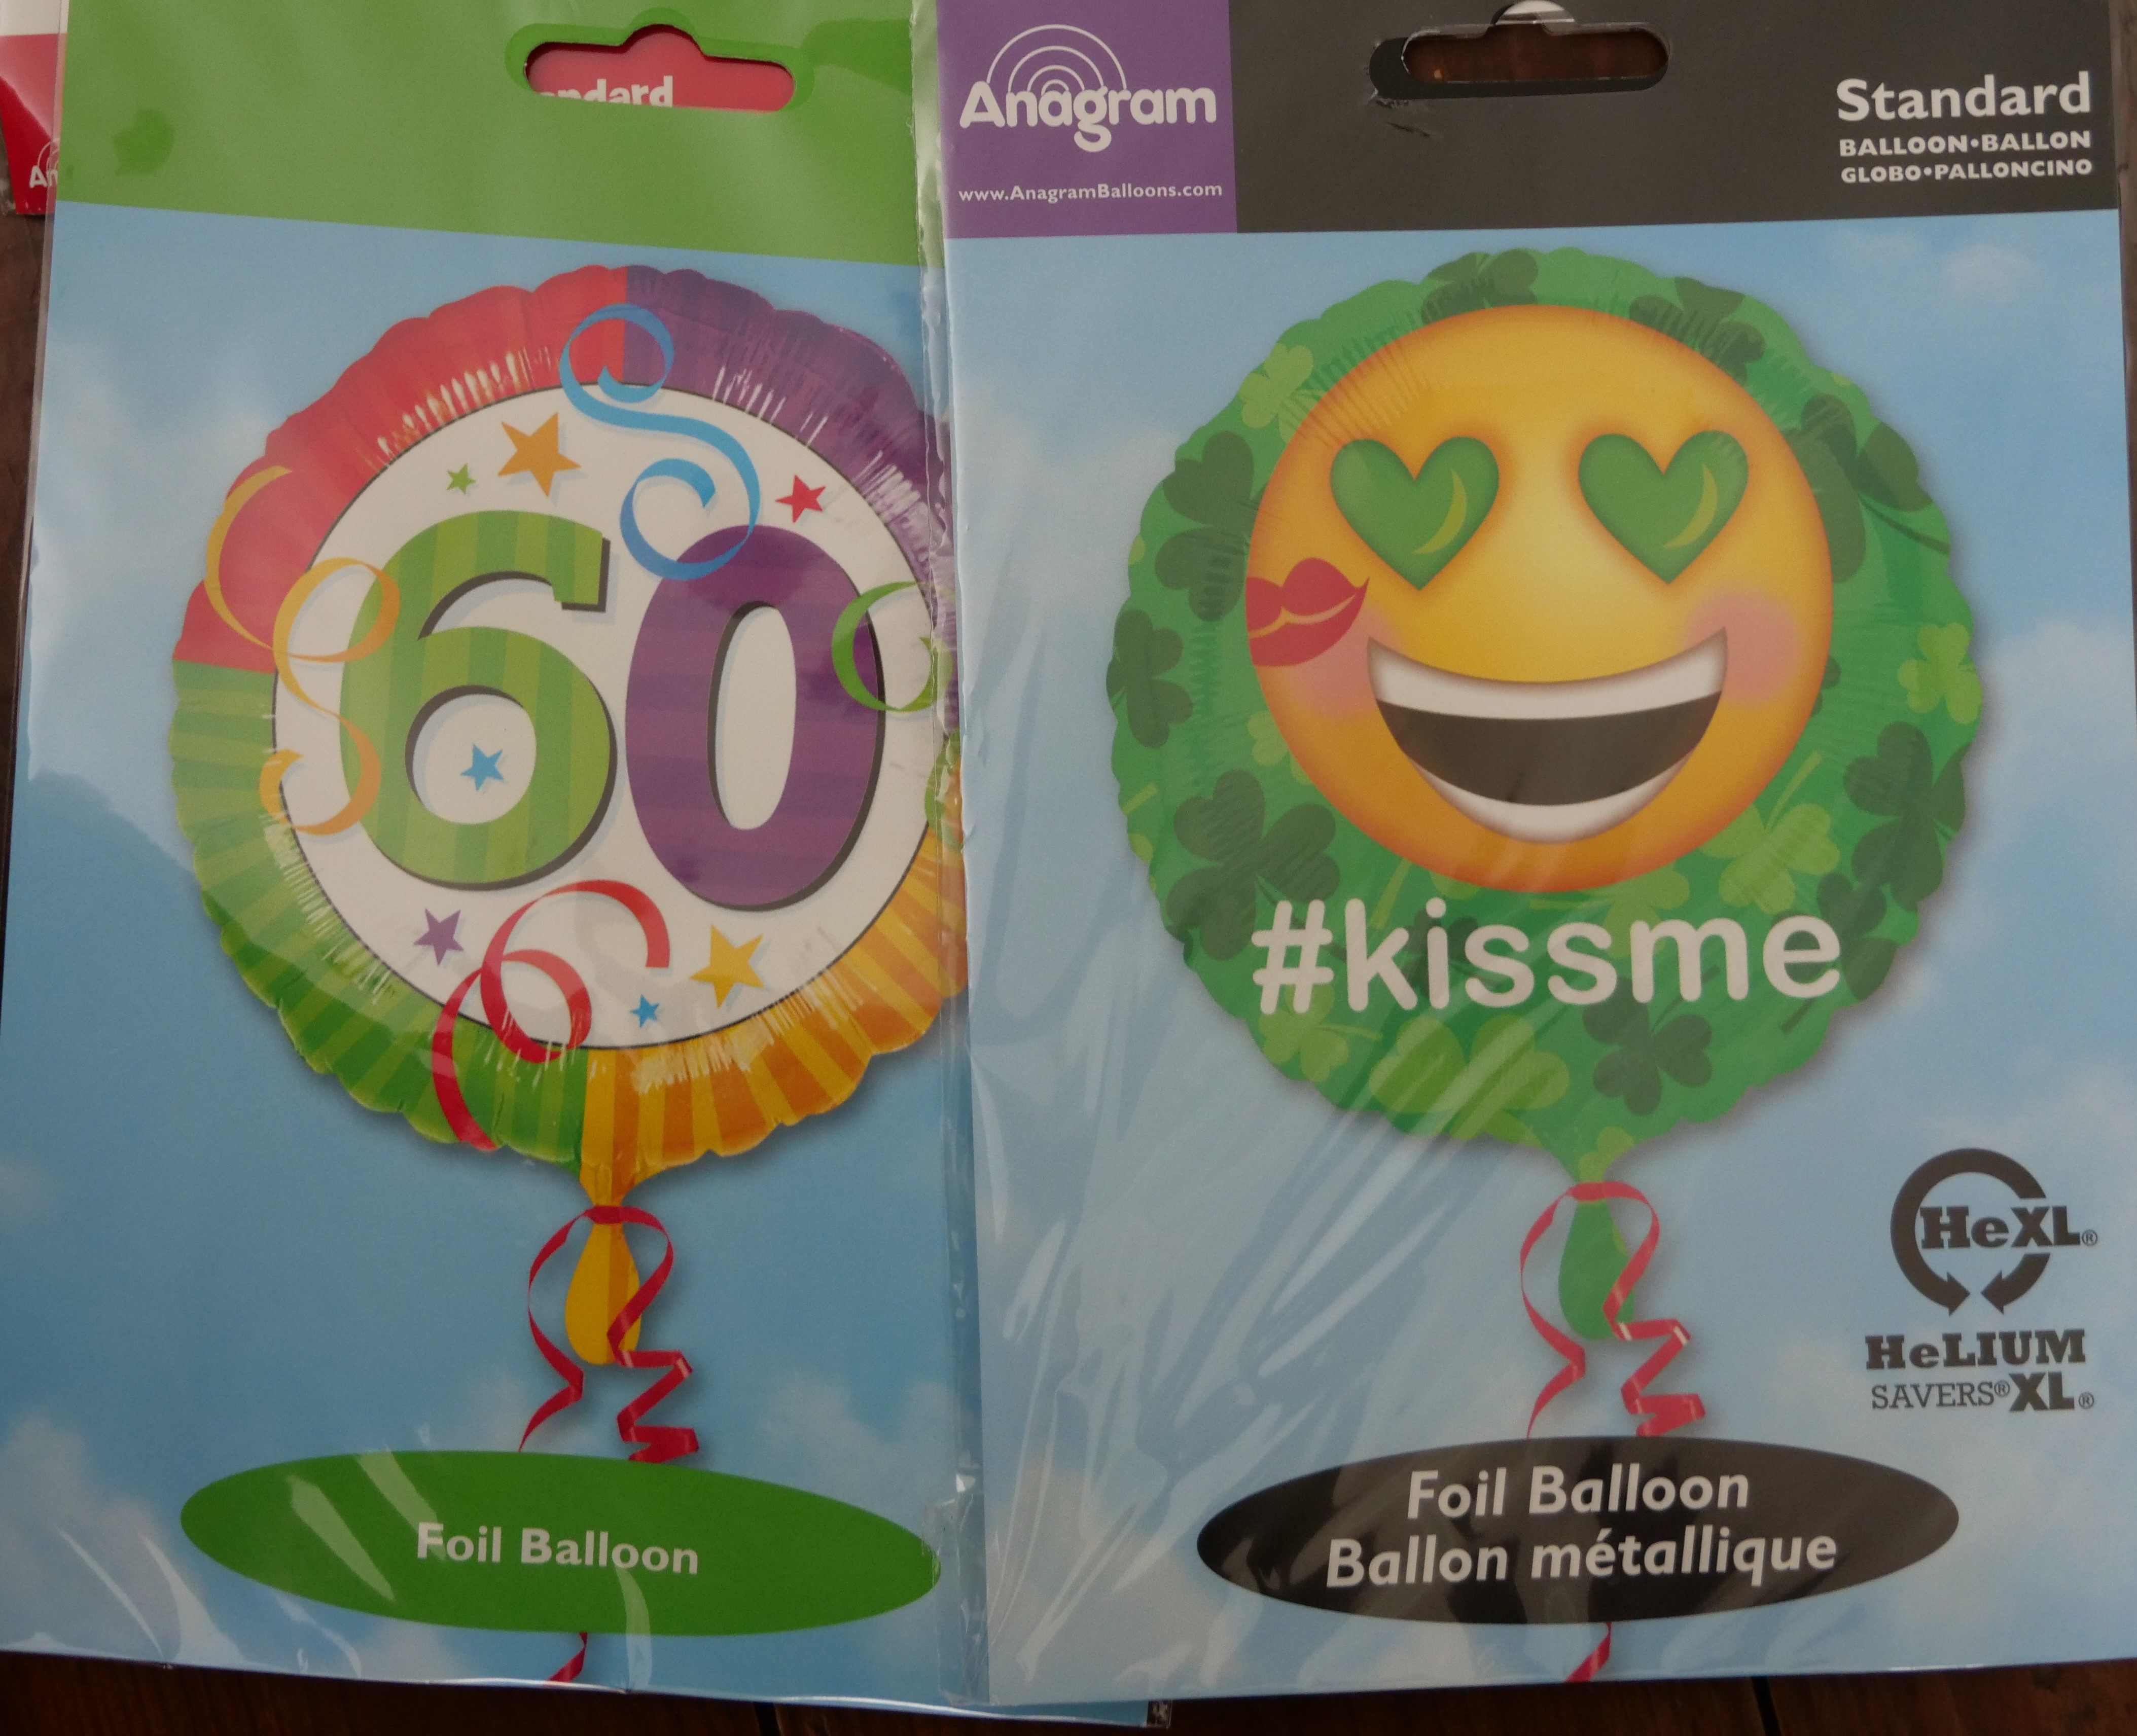 60
Foil Balloon
Anagram
www.AnagramBalloons.com
Standard
BALLOON•BALLON
GLOBO•PALLONCINO
#kissme
HeXL®
HeLIUM
SAVERS® XL®
Foil Balloon
Ballon métallique